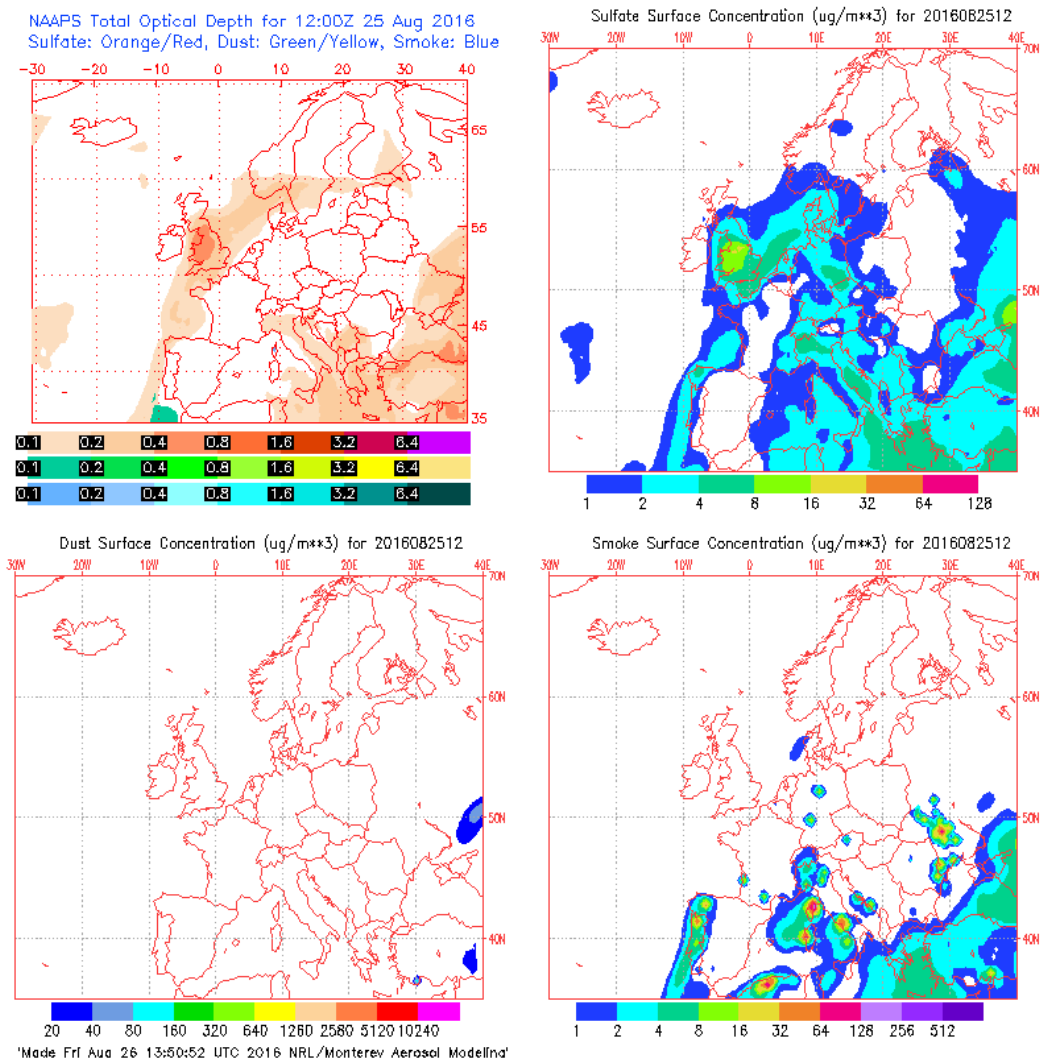 NAAPS Total Optical Depth for 12:00Z 25 Aug 2016
Sulfate: Orange/Red, Dust: Green/Yellow, Smoke: Blue
-30 -20 -10 0 10 20 30 40
65
55
45
35
0.1 0.2 0.4 0.8 1.6 3.2 6.4
0.1 0.2 0.4 0.8 1.6 3.2 6.4
0.1 0.2 0.4 0.8 1.6 3.2 6.4
Sulfate Surface Concentration (ug/m**3) for 2016082512
30W 20W 10W 0 10E 20E 30E 40E
70N
60N
50N
40N
1 2 4 8 16 32 64 128
Dust Surface Concentration (ug/m**3) for 2016082512
30W 20W 10W 0 10E 20E 30E 40E
70N
60N
50N
40N
20 40 80 160 320 640 1280 2580 5120 10240
'Made Fri Aug 26 13:50:52 UTC 2016 NRL/Monterey Aerosol Modeling'
Smoke Surface Concentration (ug/m**3) for 2016082512
30W 20W 10W 0 10E 20E 30E 40E
70N
60N
50N
40N
1 2 4 8 16 32 64 128 256 512